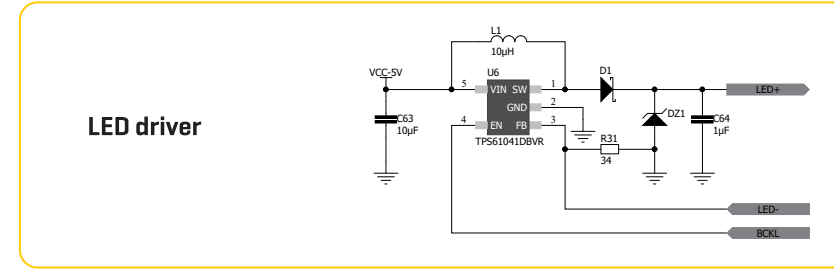 LED driver
L1
10μH
VCC-5V
U6
D1
5
VIN SW
1
LED+
GND
2
C63
10μF
DZ1
C64
1μF
4
EN FB
3
TPS61041DBVR
R31
34
LED-
BCKL